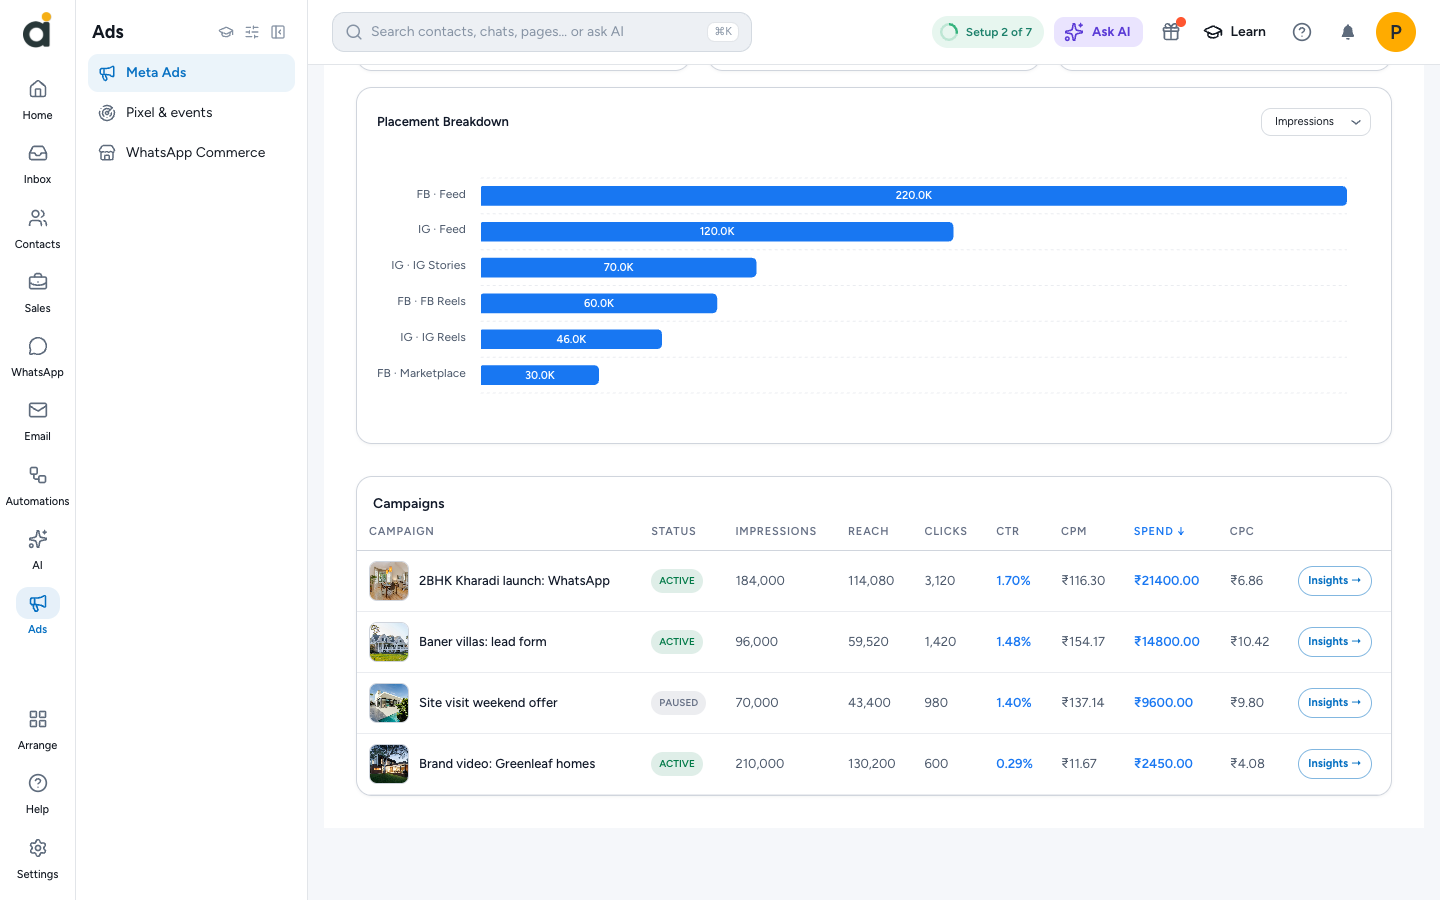 Ads
Search contacts, chats, pages... or ask AI
⌘K
Setup 2 of 7
Ask AI
Learn
P
Home
Inbox
Contacts
Sales
WhatsApp
Email
Automations
AI
Ads
Arrange
Help
Settings
Meta Ads
Pixel & events
WhatsApp Commerce
Placement Breakdown
Impressions
FB · Feed 220.0K
IG · Feed 120.0K
IG · IG Stories 70.0K
FB · FB Reels 60.0K
IG · IG Reels 46.0K
FB · Marketplace 30.0K
Campaigns
CAMPAIGN STATUS IMPRESSIONS REACH CLICKS CTR CPM SPEND ↓ CPC
2BHK Kharadi launch: WhatsApp ACTIVE 184,000 114,080 3,120 1.70% ₹116.30 ₹21400.00 ₹6.86 Insights →
Baner villas: lead form ACTIVE 96,000 59,520 1,420 1.48% ₹154.17 ₹14800.00 ₹10.42 Insights →
Site visit weekend offer PAUSED 70,000 43,400 980 1.40% ₹137.14 ₹9600.00 ₹9.80 Insights →
Brand video: Greenleaf homes ACTIVE 210,000 130,200 600 0.29% ₹11.67 ₹2450.00 ₹4.08 Insights →